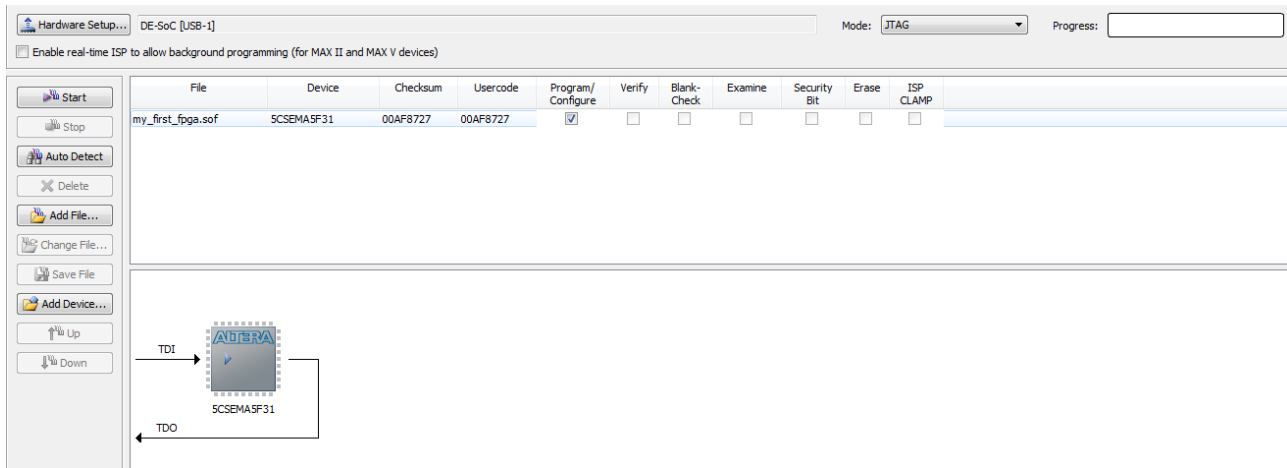 Hardware Setup... DE-SoC [USB-1] Mode: JTAG Progress:
Enable real-time ISP to allow background programming (for MAX II and MAX V devices)
Start
Stop
Auto Detect
Delete
Add File...
Change File...
Save File
Add Device...
Up
Down
File Device Checksum Usercode Program/ Verify Blank- Examine Security Erase ISP
Configure Check Bit CLAMP
my_first_fpga.sof 5CSEMA5F31 00AF8727 00AF8727
ALTERA
TDI
5CSEMA5F31
TDO